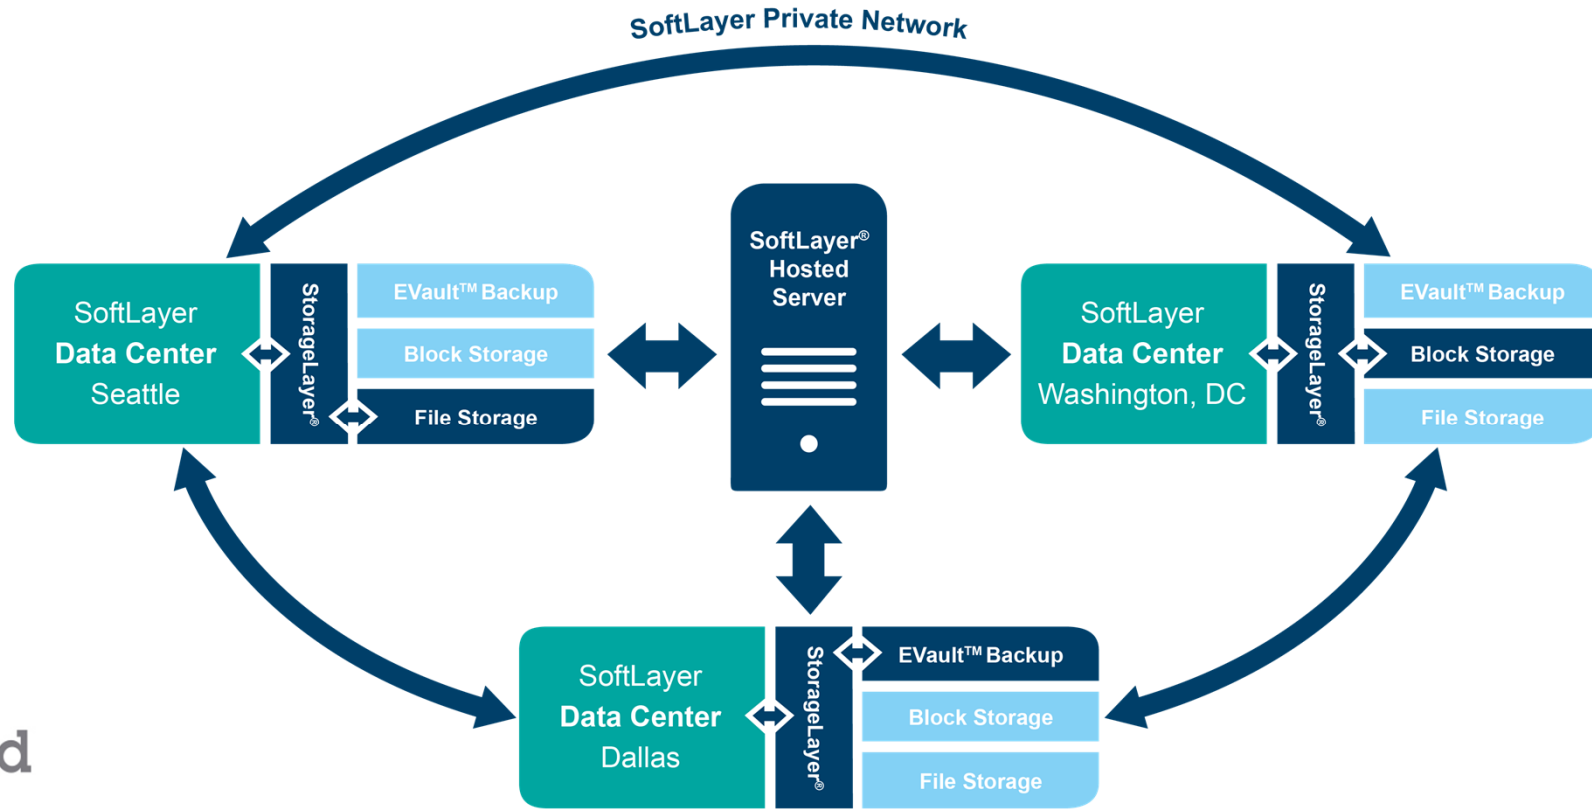 SoftLayer Private Network
SoftLayer®
Hosted
Server
SoftLayer
Data Center
Seattle
StorageLayer®
EVault™ Backup
Block Storage
File Storage
SoftLayer
Data Center
Washington, DC
StorageLayer®
EVault™ Backup
Block Storage
File Storage
SoftLayer
Data Center
Dallas
StorageLayer®
EVault™ Backup
Block Storage
File Storage
d